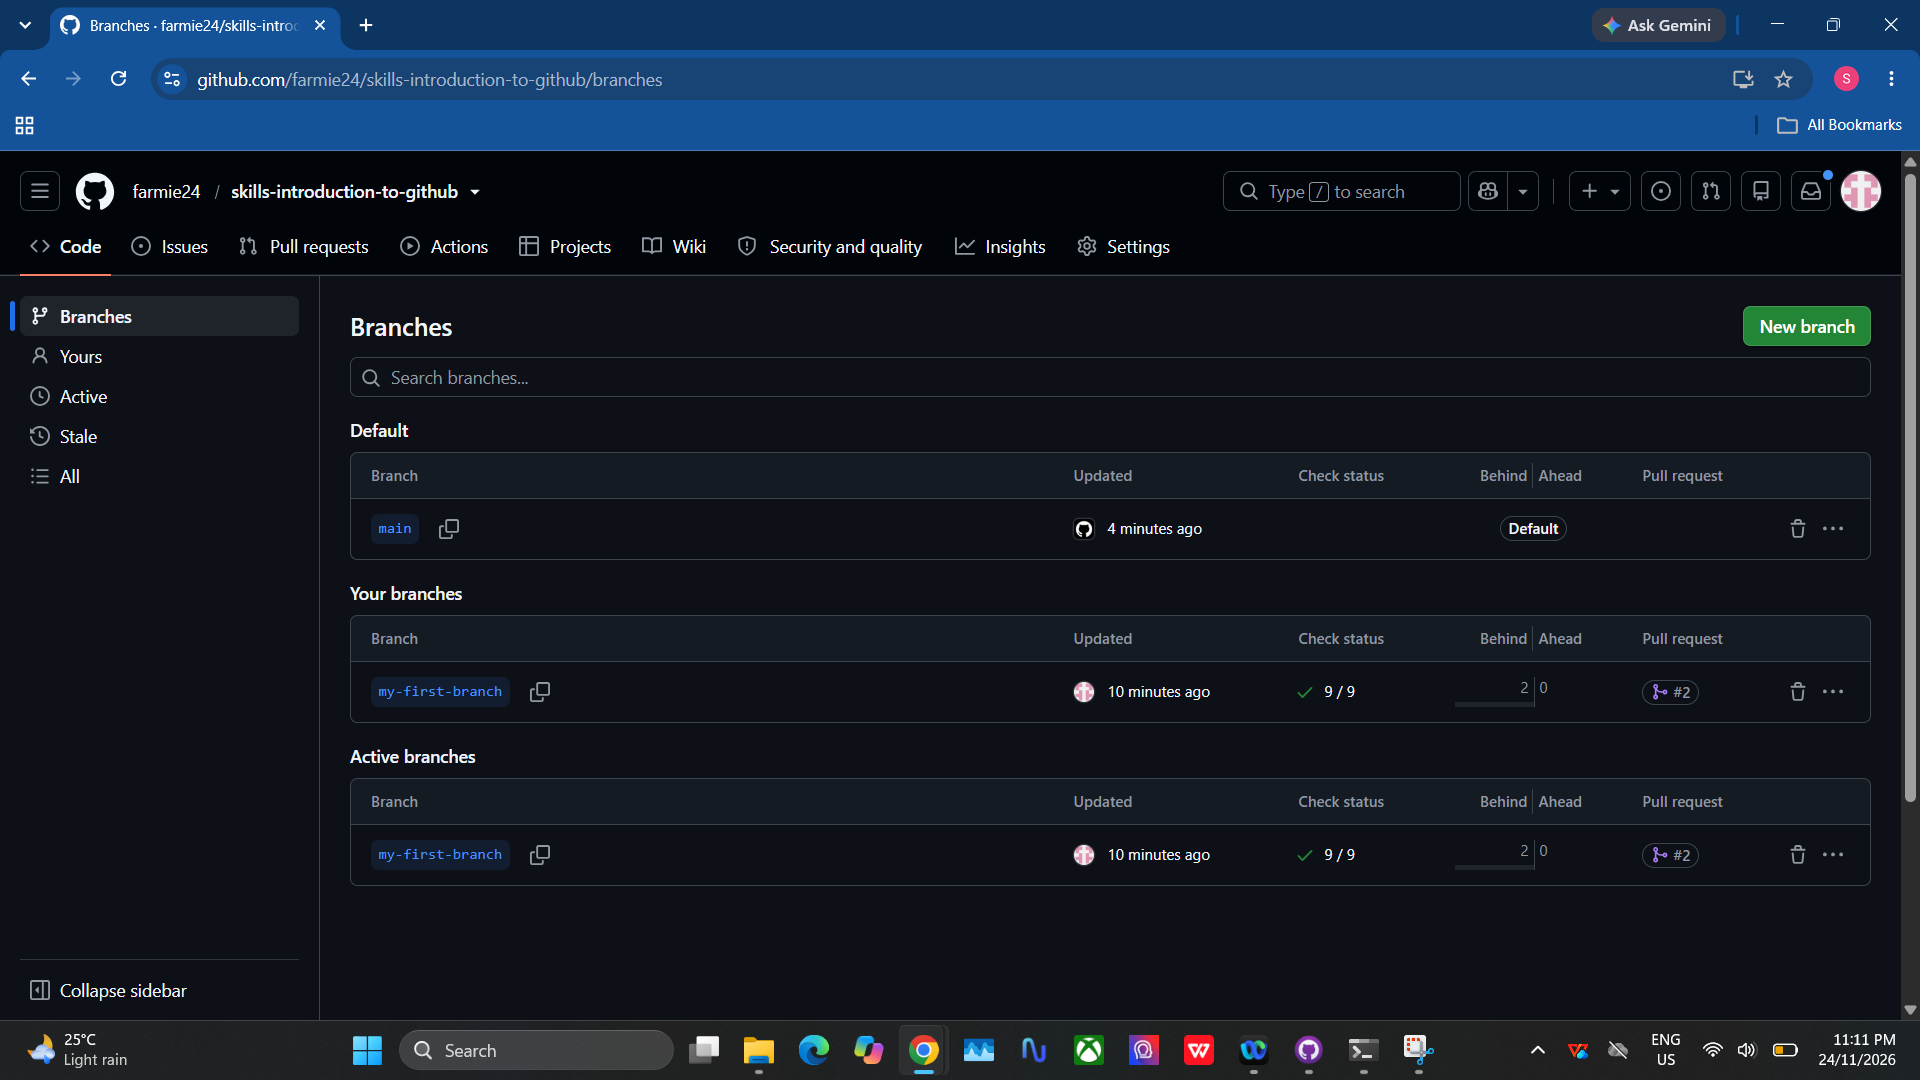 Branches · farmie24/skills-intro
Ask Gemini
github.com/farmie24/skills-introduction-to-github/branches
S
All Bookmarks
farmie24 / skills-introduction-to-github
Type / to search
Code
Issues
Pull requests
Actions
Projects
Wiki
Security and quality
Insights
Settings
Branches
Yours
Active
Stale
All
Collapse sidebar
Branches
New branch
Search branches...
Default
Branch Updated Check status Behind Ahead Pull request
main 4 minutes ago Default
Your branches
Branch Updated Check status Behind Ahead Pull request
my-first-branch 10 minutes ago 9 / 9 2 0 #2
Active branches
Branch Updated Check status Behind Ahead Pull request
my-first-branch 10 minutes ago 9 / 9 2 0 #2
25°C
Light rain
Search
ENG
US
11:11 PM
24/11/2026